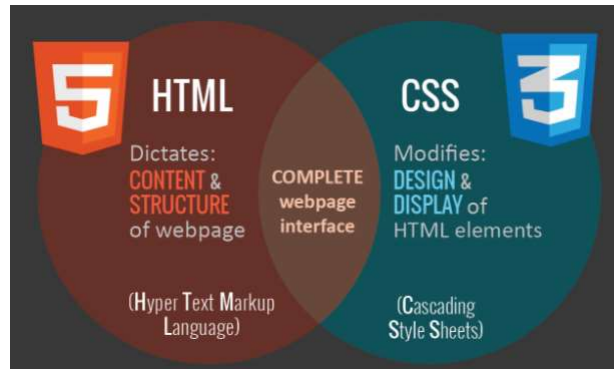 5
HTML
Dictates:
CONTENT &
STRUCTURE
of webpage
(Hyper Text Markup
Language)
COMPLETE
webpage
interface
3
CSS
Modifies:
DESIGN &
DISPLAY of
HTML elements
(Cascading
Style Sheets)